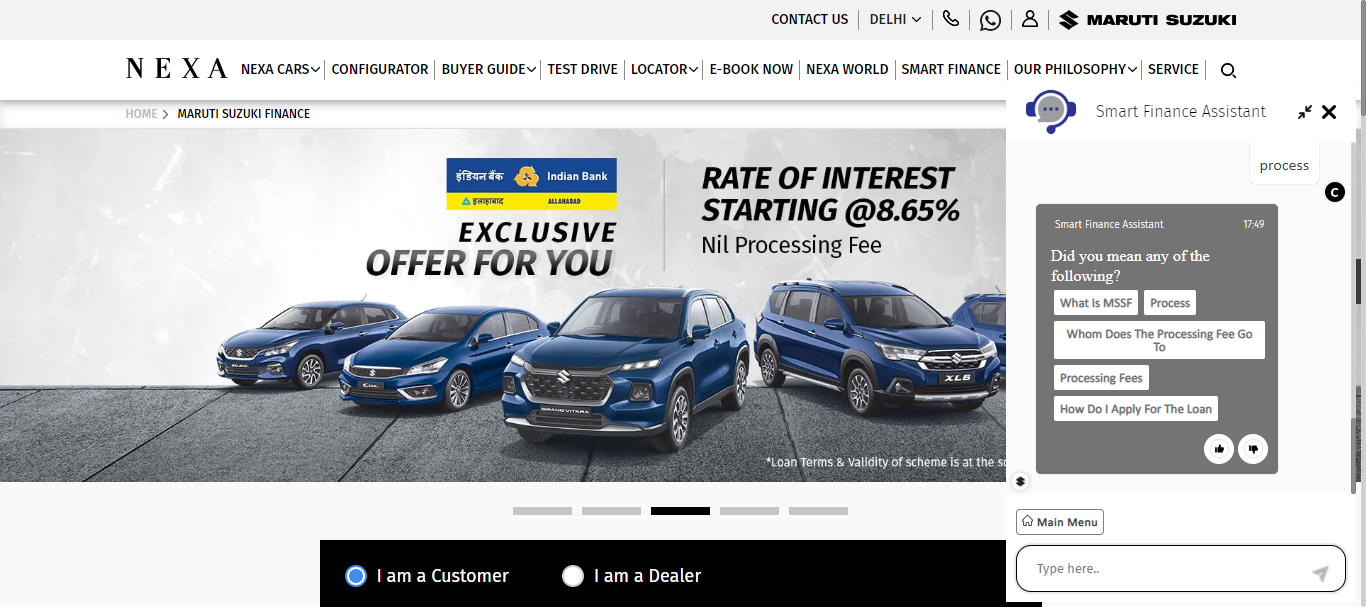 CONTACT US
DELHI
MARUTI SUZUKI
NEXA
NEXA CARS
CONFIGURATOR
BUYER GUIDE
TEST DRIVE
LOCATOR
E-BOOK NOW
NEXA WORLD
SMART FINANCE
OUR PHILOSOPHY
SERVICE
HOME
MARUTI SUZUKI FINANCE
इंडियन बैंक Indian Bank
इलाहाबाद ALLAHABAD
EXCLUSIVE
OFFER FOR YOU
RATE OF INTEREST
STARTING @8.65%
Nil Processing Fee
BALENO
CIAZ
GRAND VITARA
XL6
*Loan Terms & Validity of scheme is at the
I am a Customer
I am a Dealer
Smart Finance Assistant
process
C
Smart Finance Assistant 17:49
Did you mean any of the
following?
What Is MSSF
Process
Whom Does The Processing Fee Go
To
Processing Fees
How Do I Apply For The Loan
Main Menu
Type here..